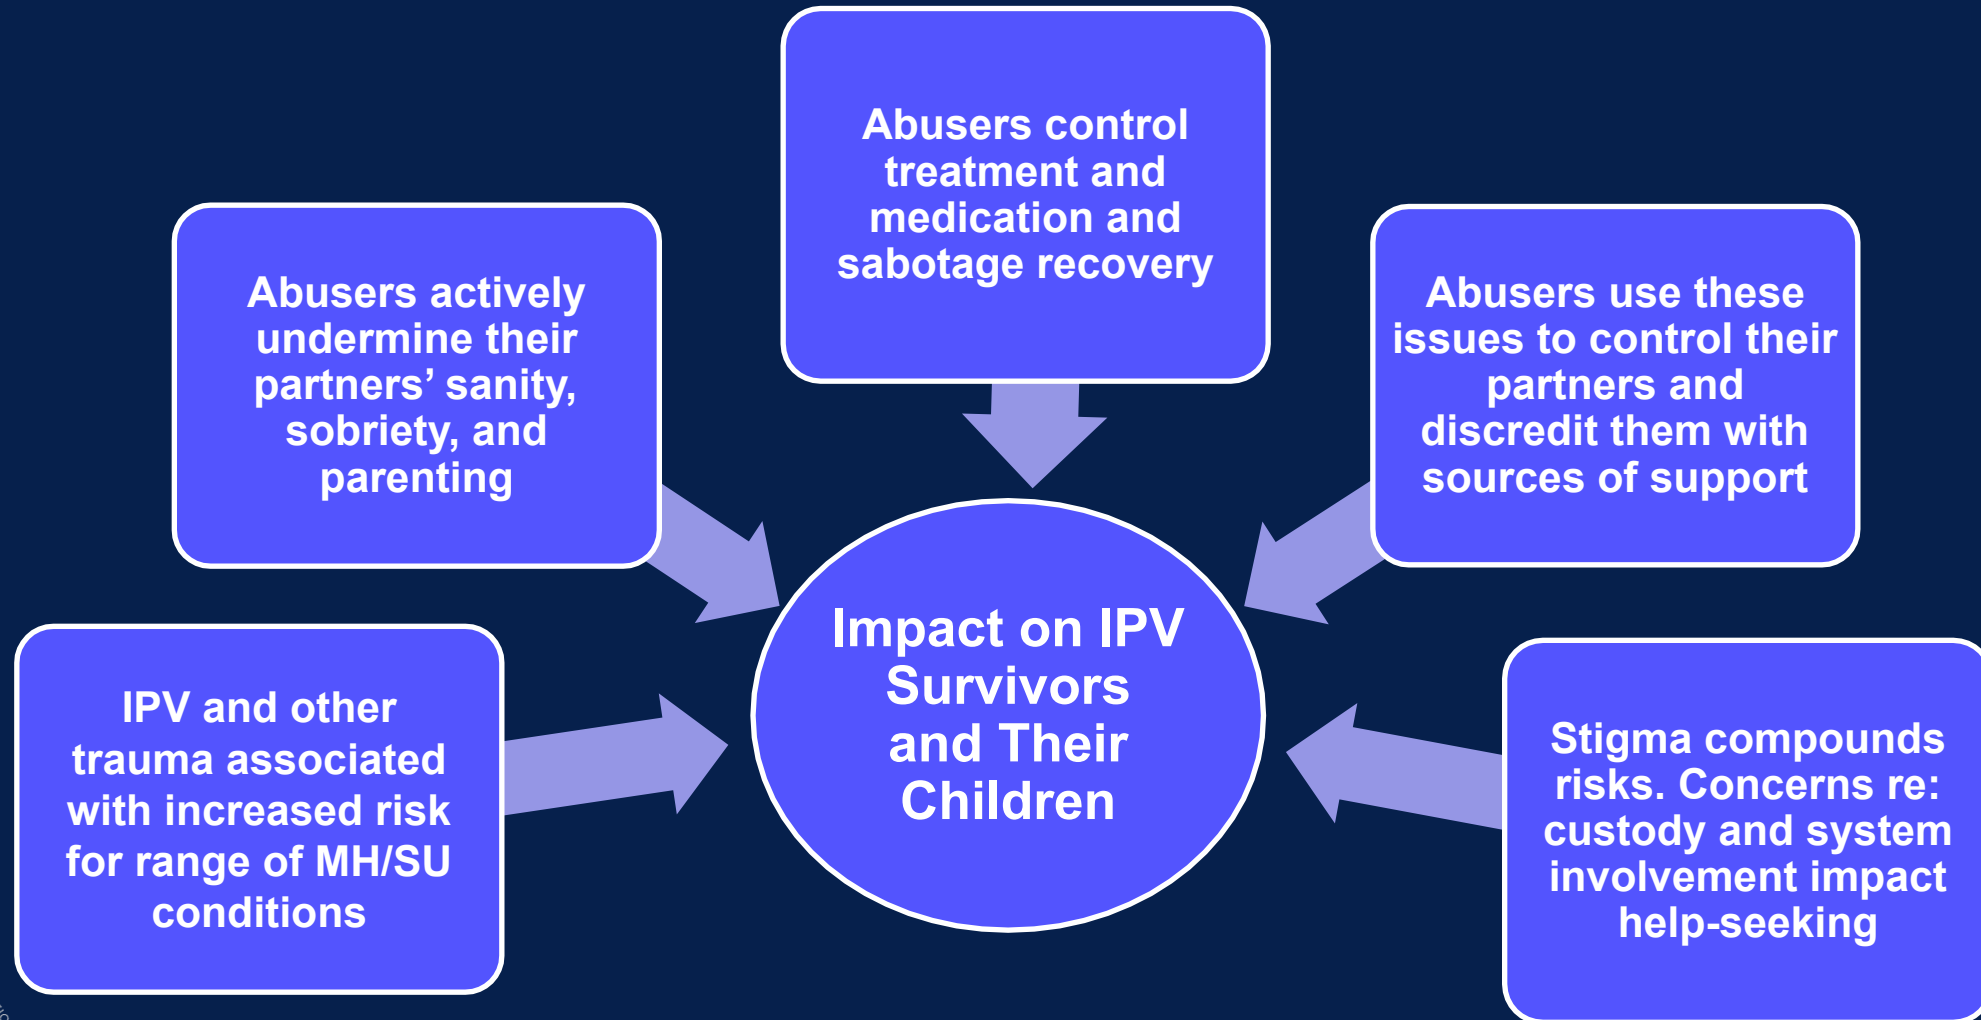 Abusers control
treatment and
medication and
sabotage recovery
Abusers actively
undermine their
partners’ sanity,
sobriety, and
parenting
Abusers use these
issues to control their
partners and
discredit them with
sources of support
Impact on IPV
Survivors
and Their
Children
IPV and other
trauma associated
with increased risk
for range of MH/SU
conditions
Stigma compounds
risks. Concerns re:
custody and system
involvement impact
help-seeking